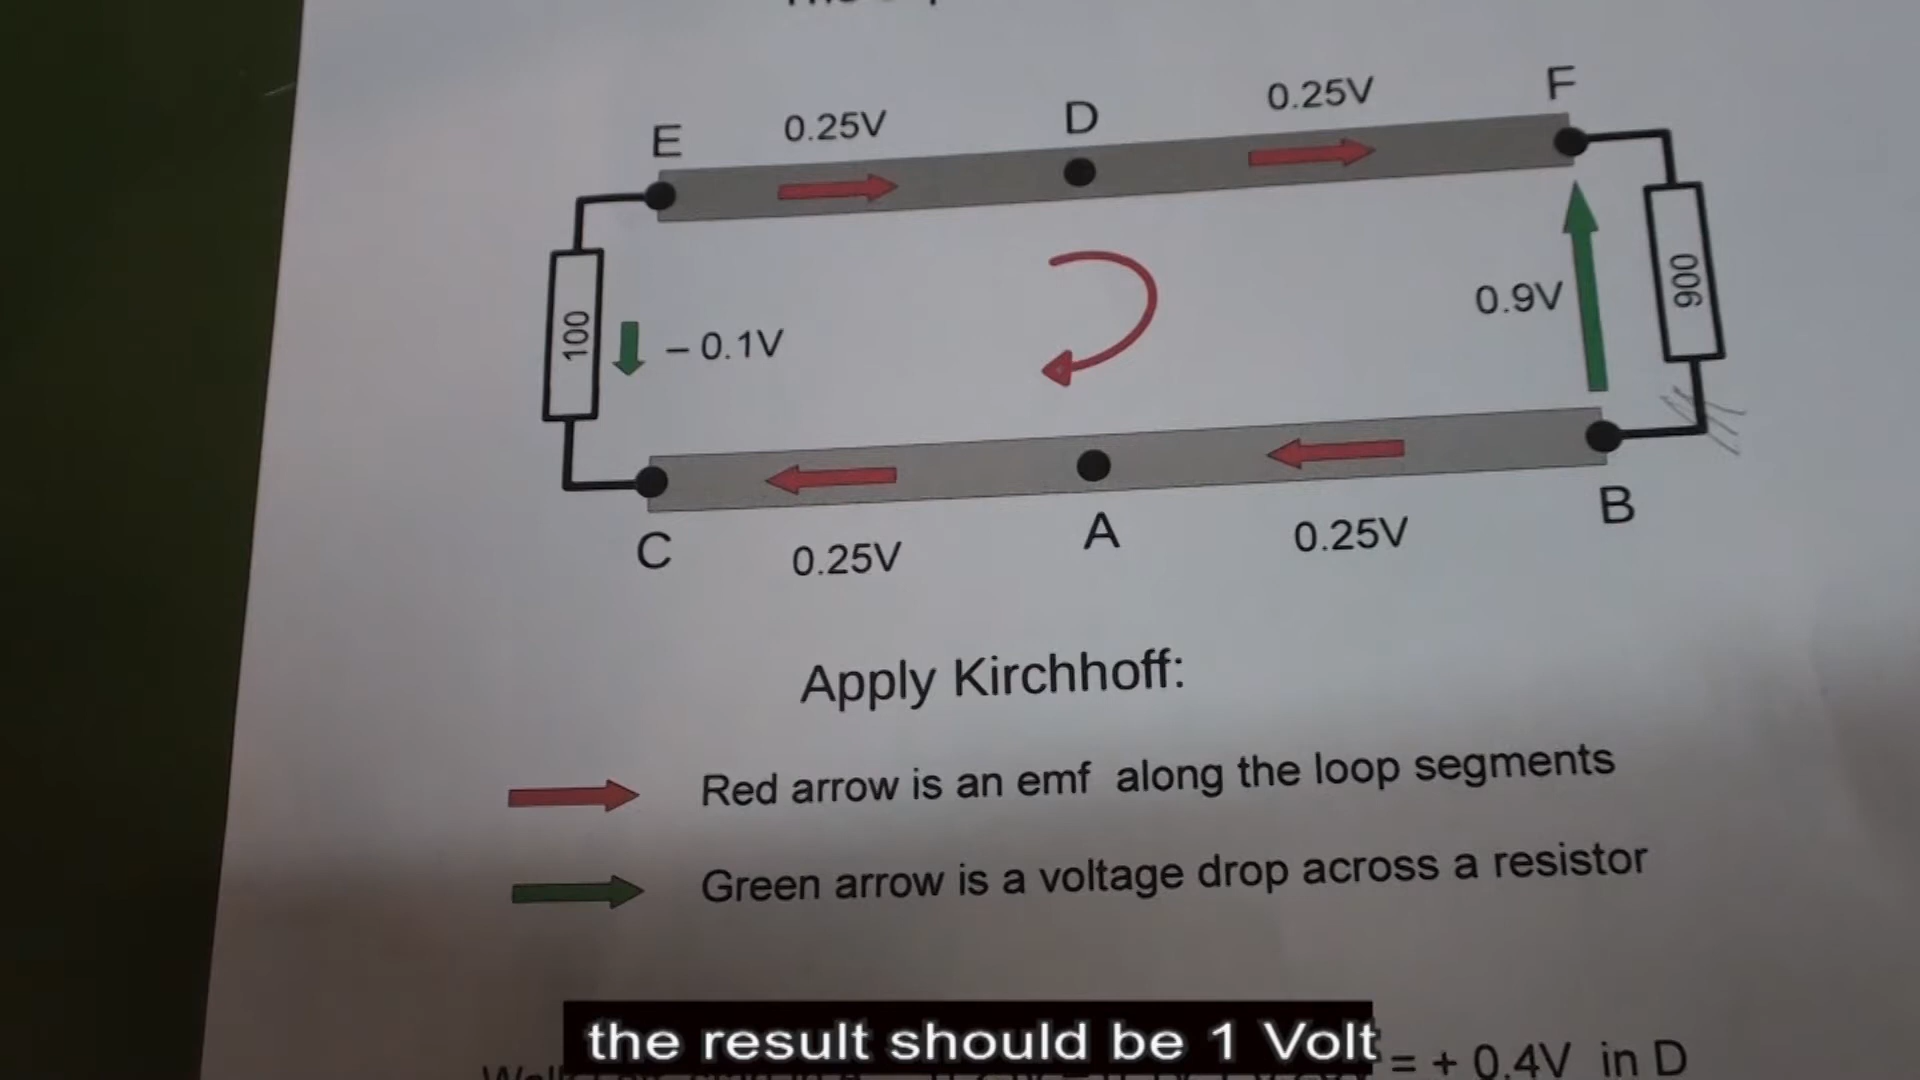 E 0.25V D 0.25V F
100 – 0.1V 0.9V 900
C 0.25V A 0.25V B
Apply Kirchhoff:
Red arrow is an emf along the loop segments
Green arrow is a voltage drop across a resistor
the result should be 1 Volt
= + 0.4V in D